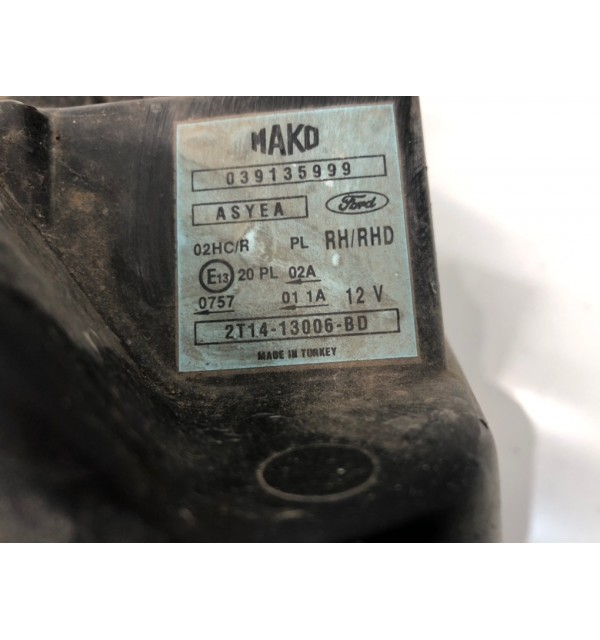 MAKO
039135999
ASYEA Ford
02HC/R PL RH/RHD
E13 20 PL 02A
0757 01 1A 12 V
2T14-13006-BD
MADE IN TURKEY